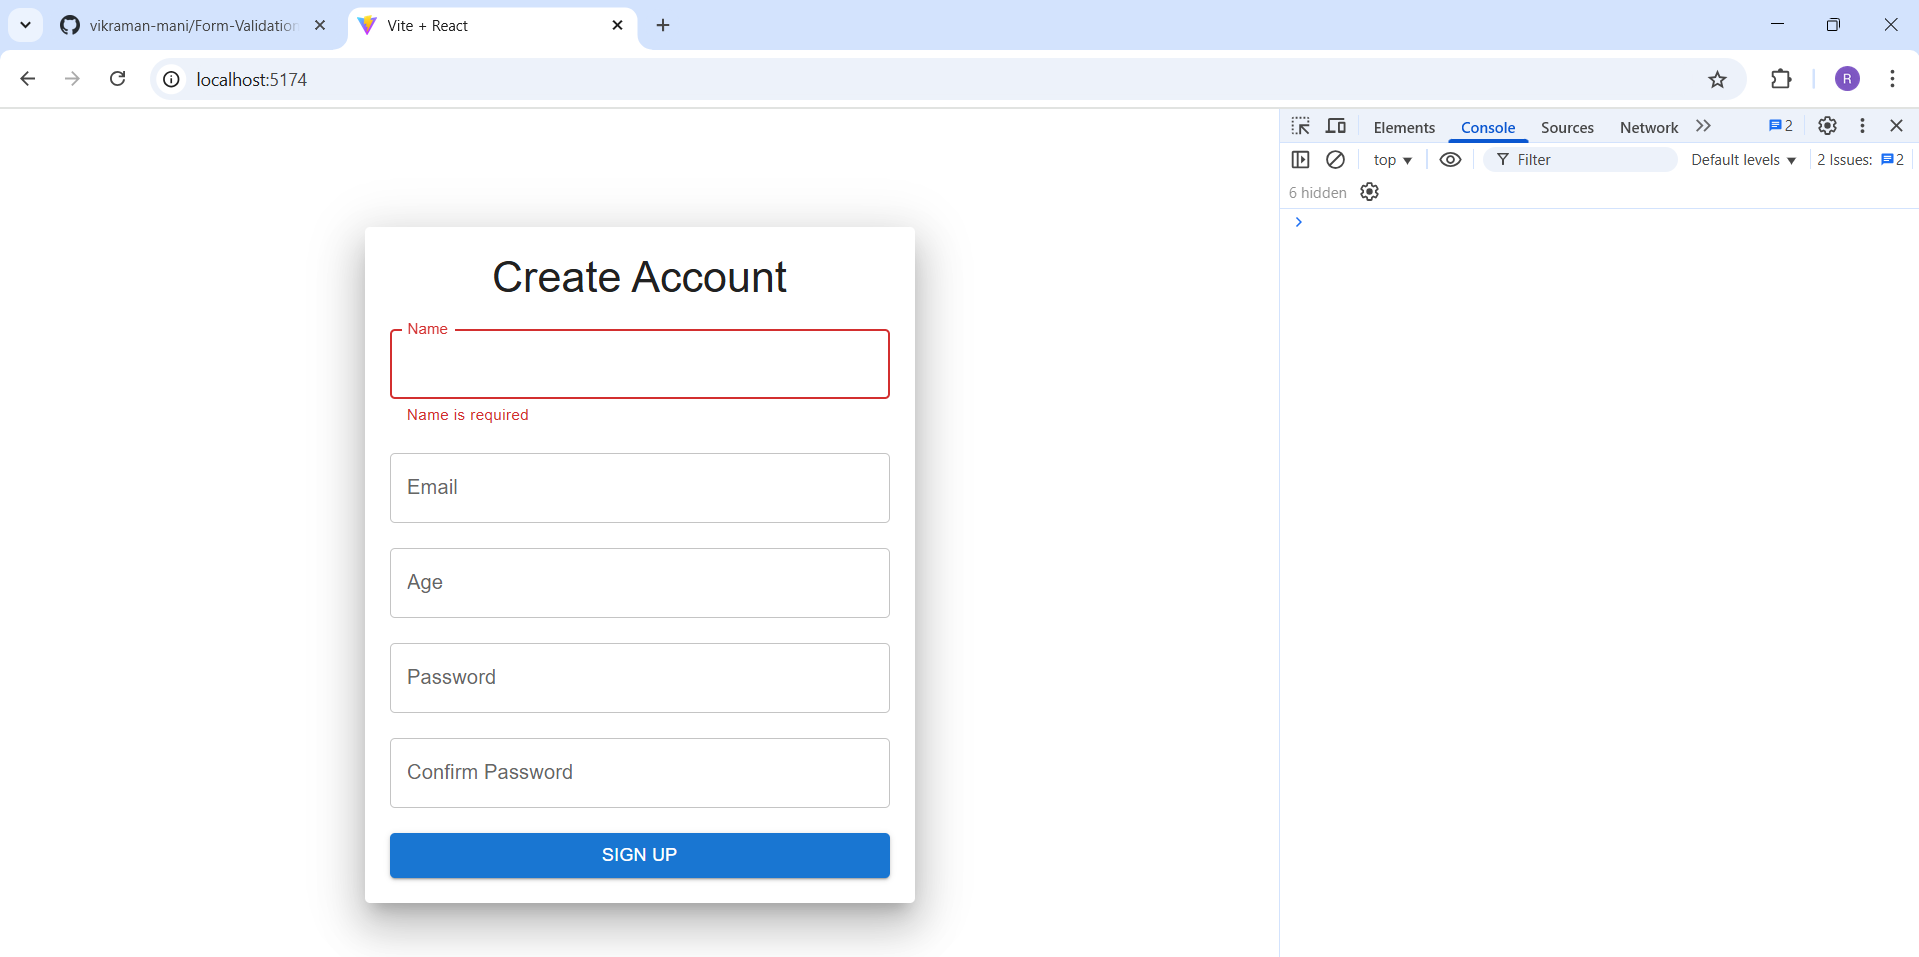 vikraman-mani/Form-Validation
Vite + React
localhost:5174
R
Elements Console Sources Network 2
top Filter Default levels 2 Issues: 2
6 hidden
Create Account
Name
Name is required
Email
Age
Password
Confirm Password
SIGN UP